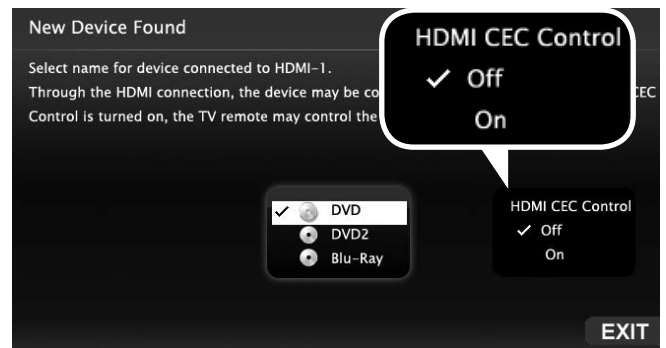 New Device Found
Select name for device connected to HDMI-1.
Through the HDMI connection, the device may be co CEC
Control is turned on, the TV remote may control the
HDMI CEC Control
✓ Off
On
✓ DVD
DVD2
Blu-Ray
HDMI CEC Control
✓ Off
On
EXIT